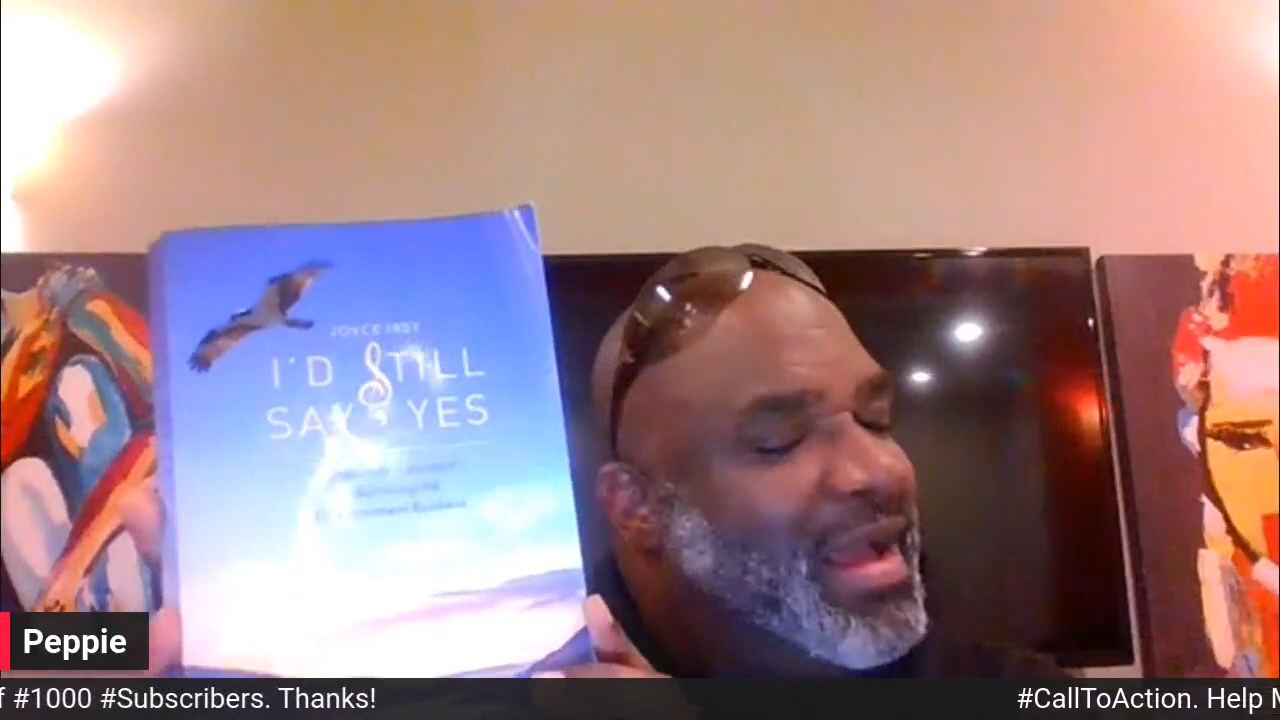 JOYCE IRBY
I'D STILL
SAY YES
Peppie
f #1000 #Subscribers. Thanks!
#CallToAction. Help M